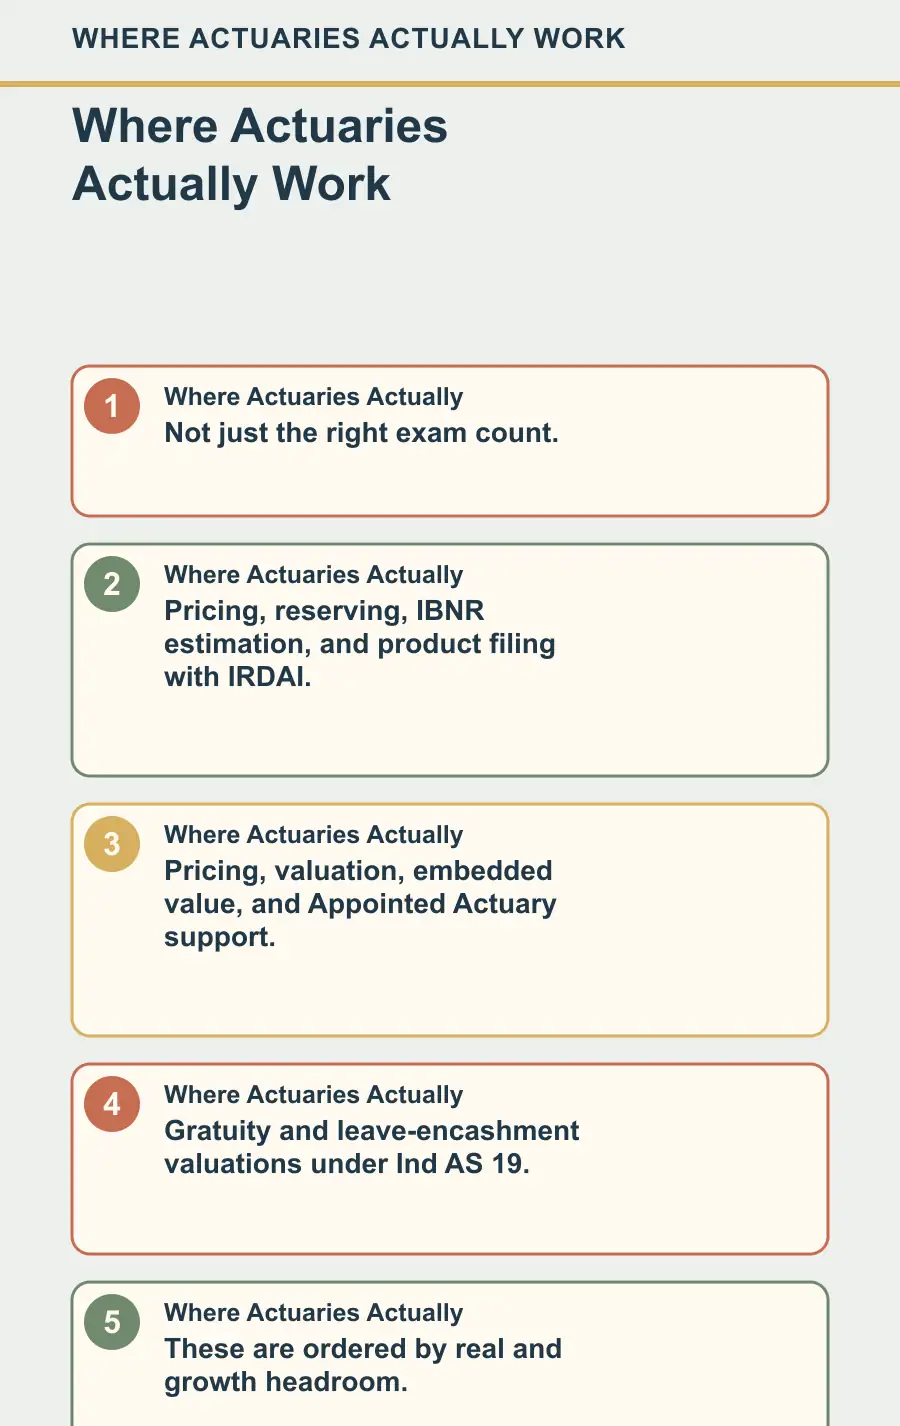 WHERE ACTUARIES ACTUALLY WORK
Where Actuaries
Actually Work
1
Where Actuaries Actually
Not just the right exam count.
2
Where Actuaries Actually
Pricing, reserving, IBNR
estimation, and product filing
with IRDAI.
3
Where Actuaries Actually
Pricing, valuation, embedded
value, and Appointed Actuary
support.
4
Where Actuaries Actually
Gratuity and leave-encashment
valuations under Ind AS 19.
5
Where Actuaries Actually
These are ordered by real and
growth headroom.